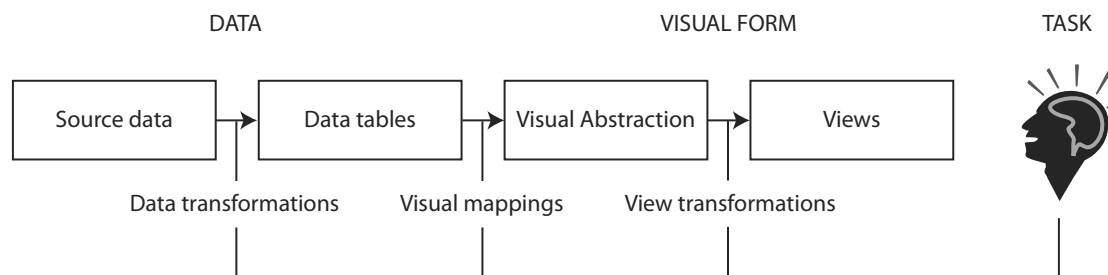 DATA
VISUAL FORM
TASK
Source data
Data tables
Visual Abstraction
Views
Data transformations
Visual mappings
View transformations